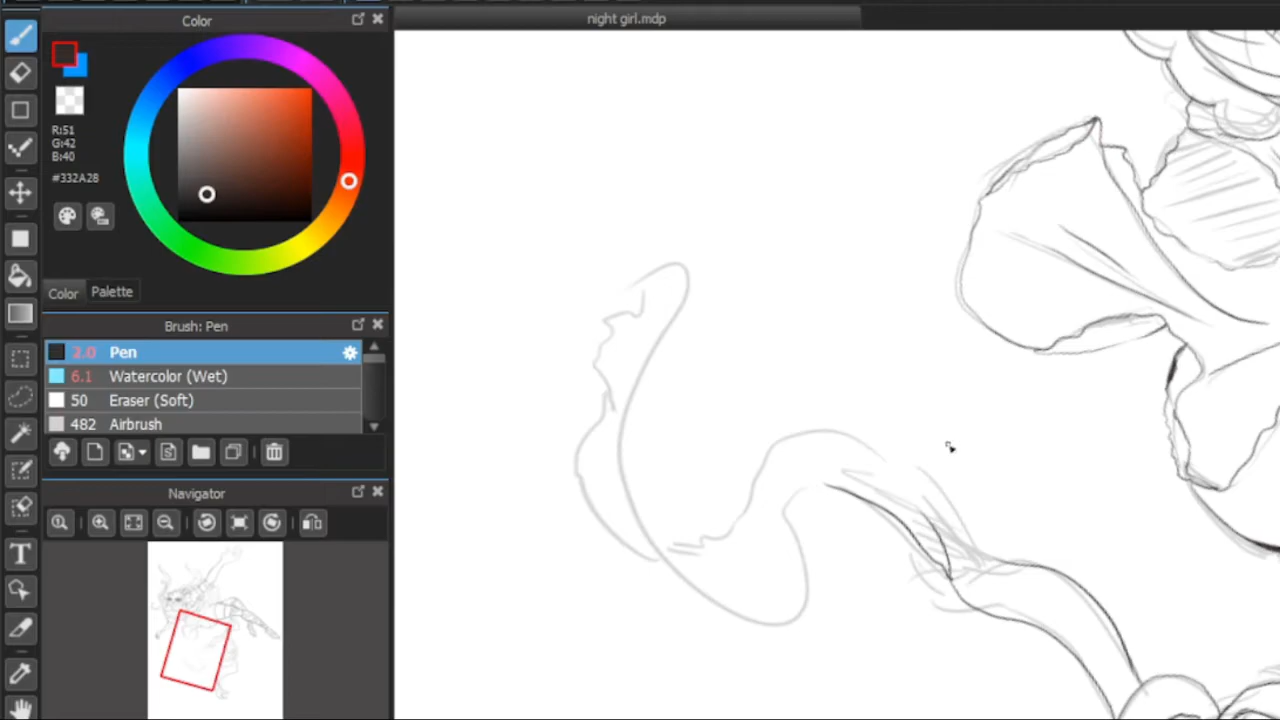 Color
night girl.mdp
R:51
G:42
B:40
#332A28
Color Palette
Brush: Pen
2.0 Pen
6.1 Watercolor (Wet)
50 Eraser (Soft)
482 Airbrush
Navigator